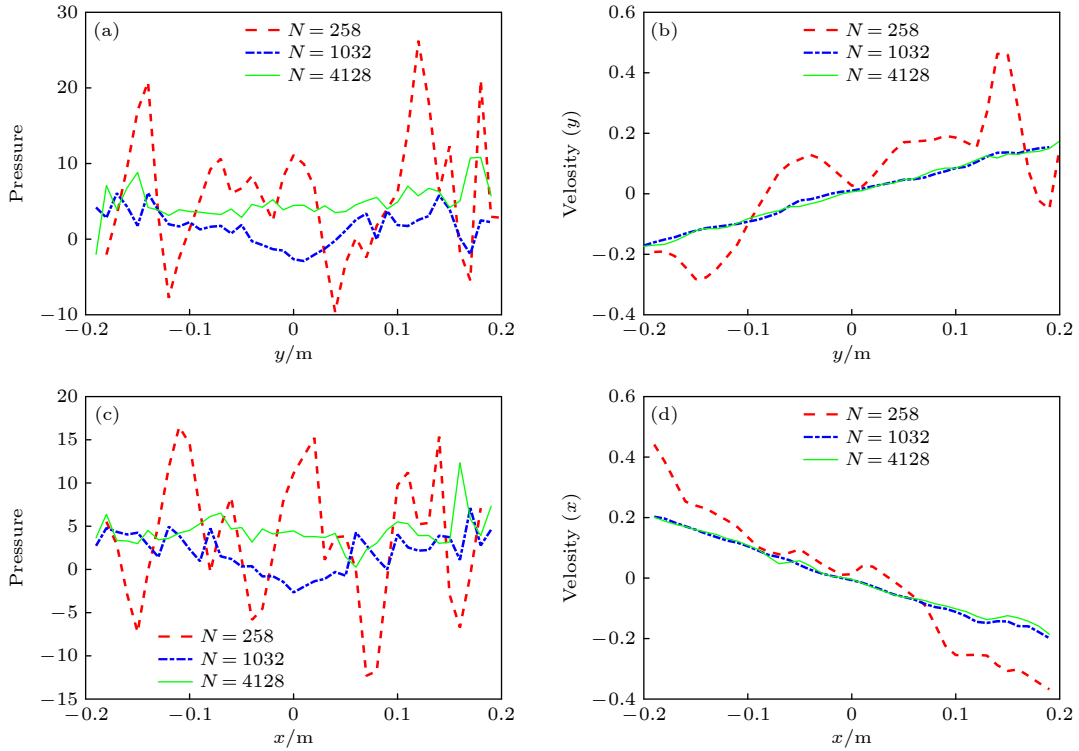 (a)
N = 258
N = 1032
N = 4128
30
20
10
0
−10
Pressure
−0.2 −0.1 0 0.1 0.2
y/m
(b)
N = 258
N = 1032
N = 4128
0.6
0.4
0.2
0
−0.2
−0.4
Velosity (y)
−0.2 −0.1 0 0.1 0.2
y/m
(c)
20
15
10
5
0
−5
−10
−15
Pressure
N = 258
N = 1032
N = 4128
−0.2 −0.1 0 0.1 0.2
x/m
(d)
N = 258
N = 1032
N = 4128
0.6
0.4
0.2
0
−0.2
−0.4
Velosity (x)
−0.2 −0.1 0 0.1 0.2
x/m